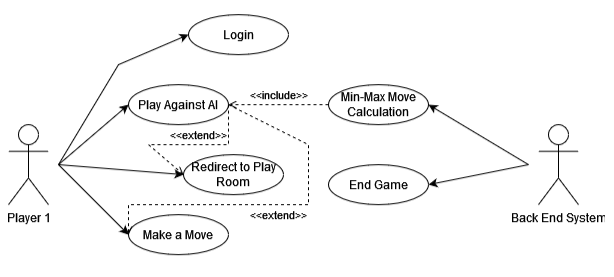 Login
Play Against AI
<<include>>
Min-Max Move
Calculation
<<extend>>
Redirect to Play
Room
End Game
Player 1
<<extend>>
Back End System
Make a Move